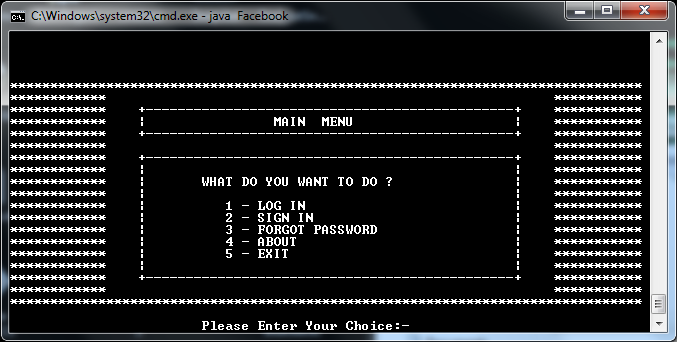 C:\Windows\system32\cmd.exe - java  Facebook
MAIN  MENU
WHAT DO YOU WANT TO DO ?
1 - LOG IN
2 - SIGN IN
3 - FORGOT PASSWORD
4 - ABOUT
5 - EXIT
Please Enter Your Choice:-